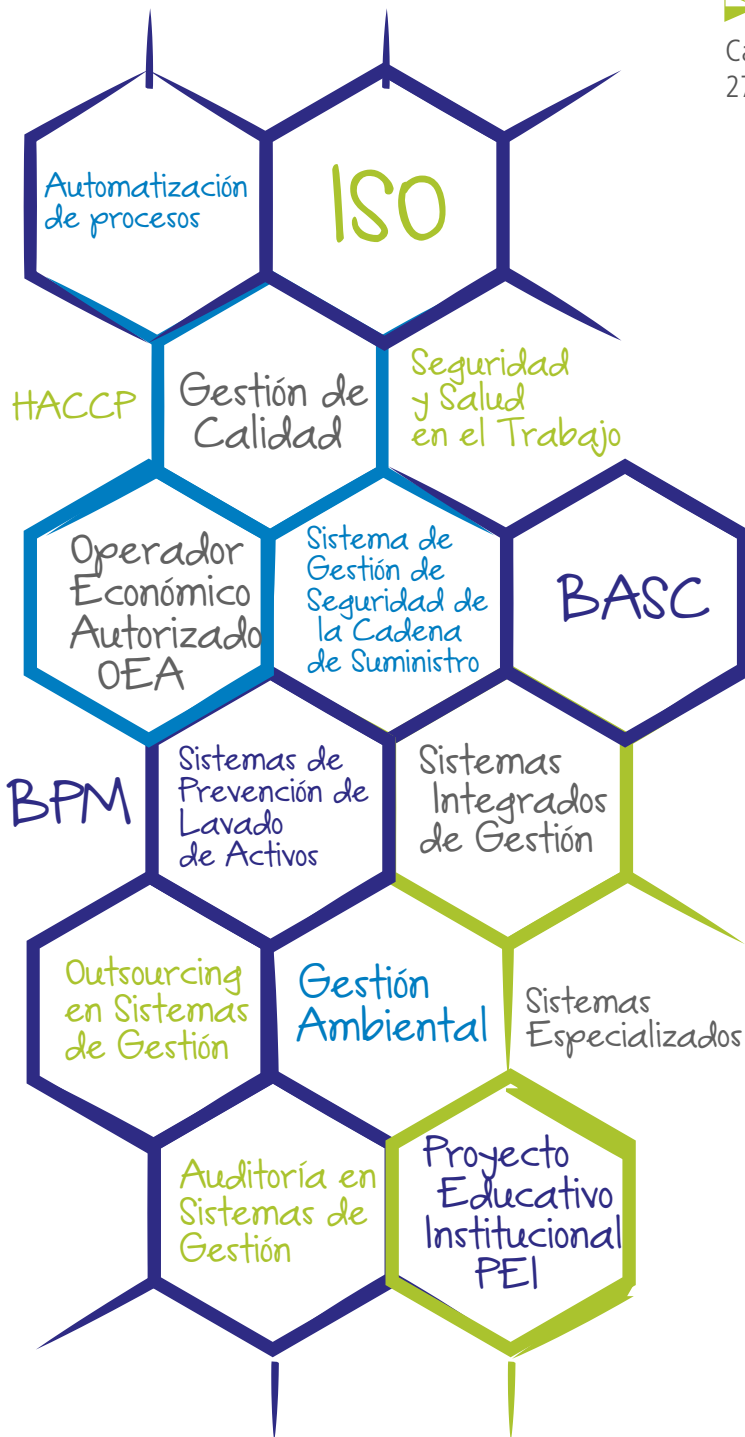 Ca
27
Automatización
de procesos
ISO
HACCP
Gestión de
Calidad
Seguridad
y Salud
en el Trabajo
Operador
Económico
Autorizado
OEA
Sistema de
Gestión de
Seguridad de
la Cadena
de Suministro
BASC
BPM
Sistemas de
Prevención de
Lavado
de Activos
Sistemas
Integrados
de Gestión
Outsourcing
en Sistemas
de Gestión
Gestión
Ambiental
Sistemas
Especializados
Auditoría en
Sistemas de
Gestión
Proyecto
Educativo
Institucional
PEI